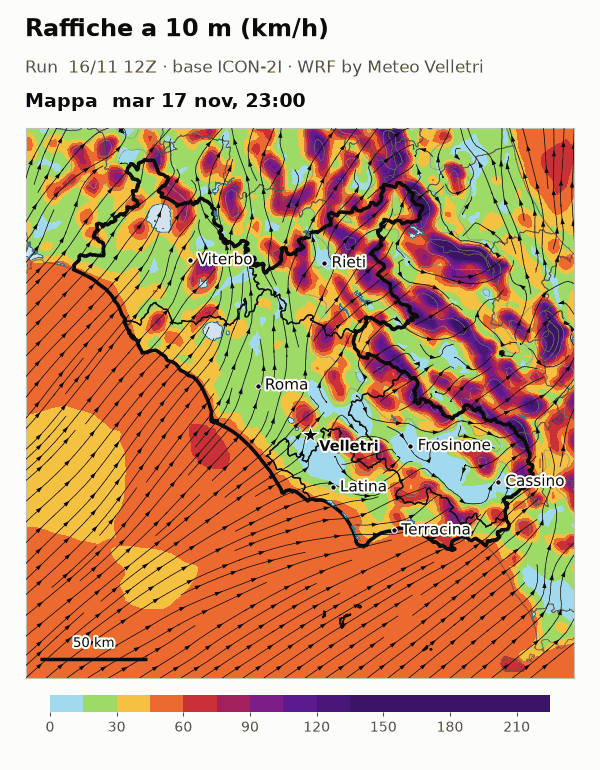 Raffiche a 10 m (km/h)
Run 16/11 12Z · base ICON-2I · WRF by Meteo Velletri
Mappa mar 17 nov, 23:00
Viterbo
Rieti
Roma
Velletri
Frosinone
Cassino
Latina
Terracina
50 km
0 30 60 90 120 150 180 210